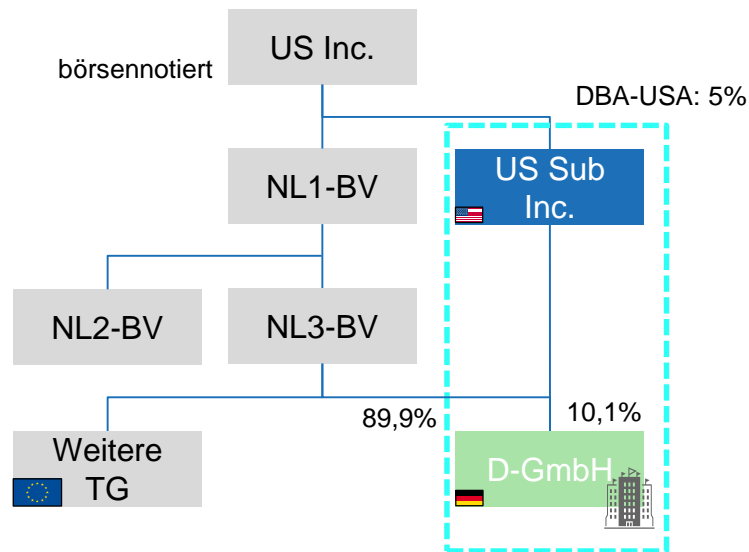 US Inc.
börsennotiert
DBA-USA: 5%
NL1-BV
US Sub
Inc.
NL2-BV
NL3-BV
89,9%
10,1%
Weitere
TG
D-GmbH